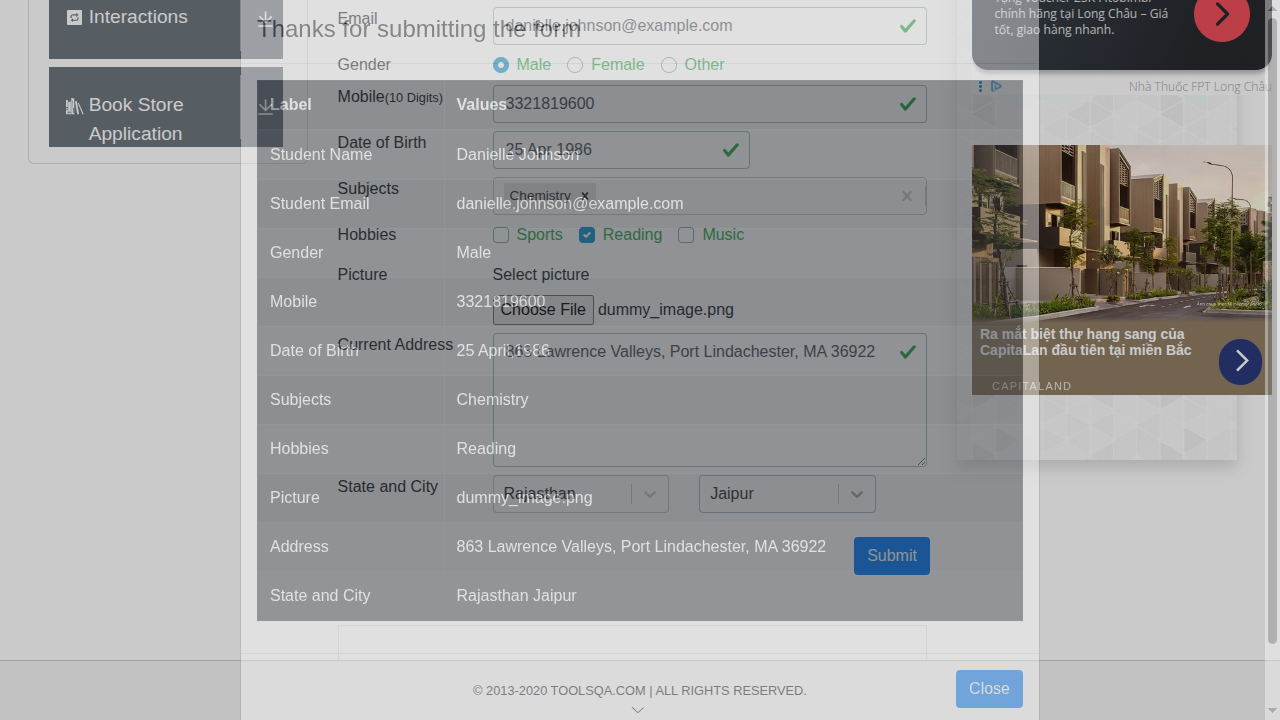 Interactions
Book Store
Application
Thanks for submitting the form
Email
danielle.johnson@example.com
Gender
Male
Female
Other
Mobile(10 Digits)
3321819600
Date of Birth
25 Apr 1986
Subjects
Chemistry
Hobbies
Sports
Reading
Music
Picture
Select picture
Choose File
dummy_image.png
Current Address
863 Lawrence Valleys, Port Lindachester, MA 36922
State and City
Rajasthan
Jaipur
Submit
Label
Values
Student Name
Danielle Johnson
Student Email
danielle.johnson@example.com
Gender
Male
Mobile
3321819600
Date of Birth
25 April,1986
Subjects
Chemistry
Hobbies
Reading
Picture
dummy_image.png
Address
863 Lawrence Valleys, Port Lindachester, MA 36922
State and City
Rajasthan Jaipur
Close
© 2013-2020 TOOLSQA.COM | ALL RIGHTS RESERVED.
chính hãng tại Long Châu – Giá
tốt, giao hàng nhanh.
Nhà Thuốc FPT Long Châu
Ra mắt biệt thự hạng sang của
CapitaLan đầu tiên tại miền Bắc
CAPITALAND